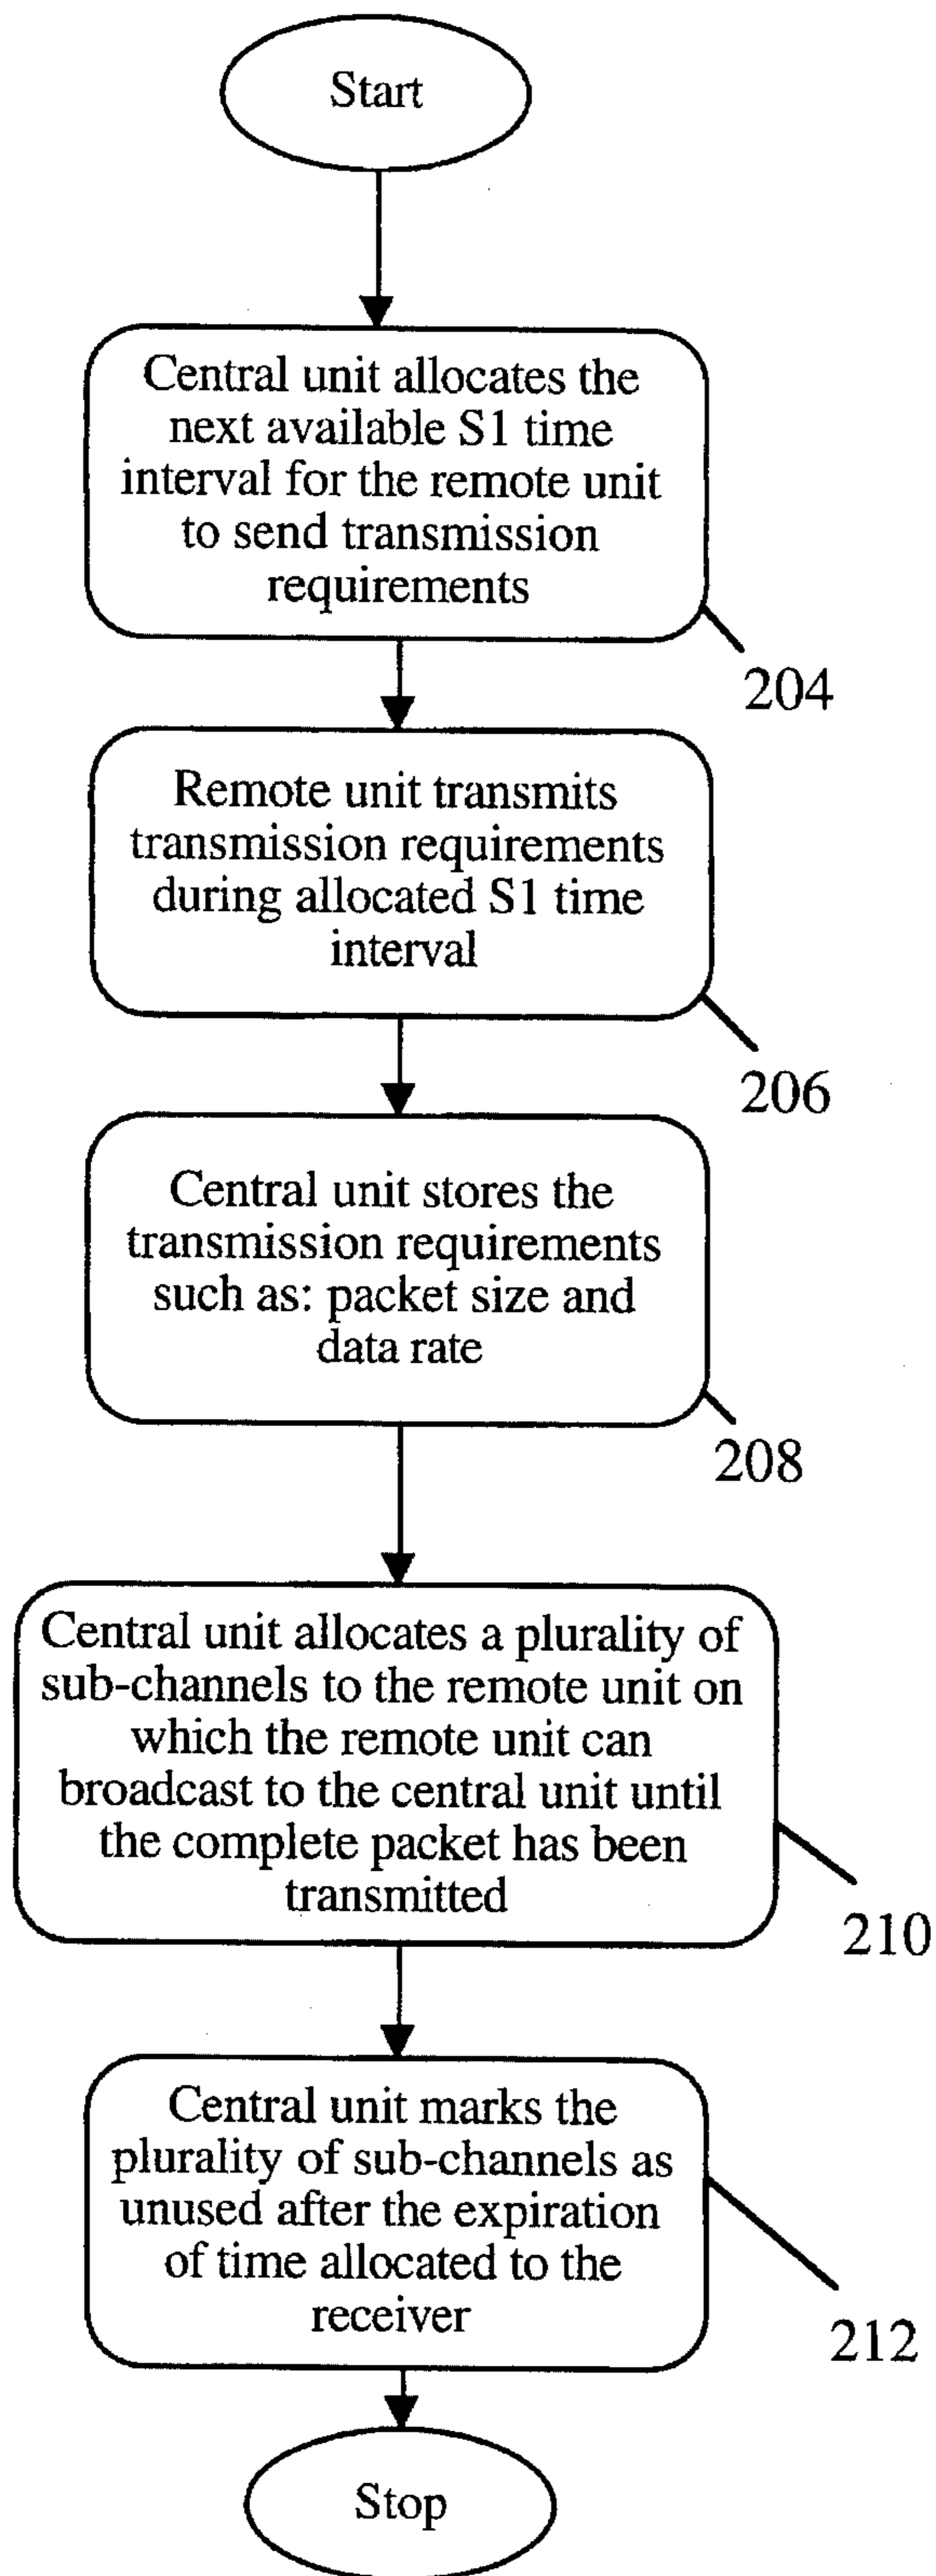 Start
Central unit allocates the
next available S1 time
interval for the remote unit
to send transmission
requirements
204
Remote unit transmits
transmission requirements
during allocated S1 time
interval
206
Central unit stores the
transmission requirements
such as: packet size and
data rate
208
Central unit allocates a plurality of
sub-channels to the remote unit on
which the remote unit can
broadcast to the central unit until
the complete packet has been
transmitted
210
Central unit marks the
plurality of sub-channels as
unused after the expiration
of time allocated to the
receiver
212
Stop